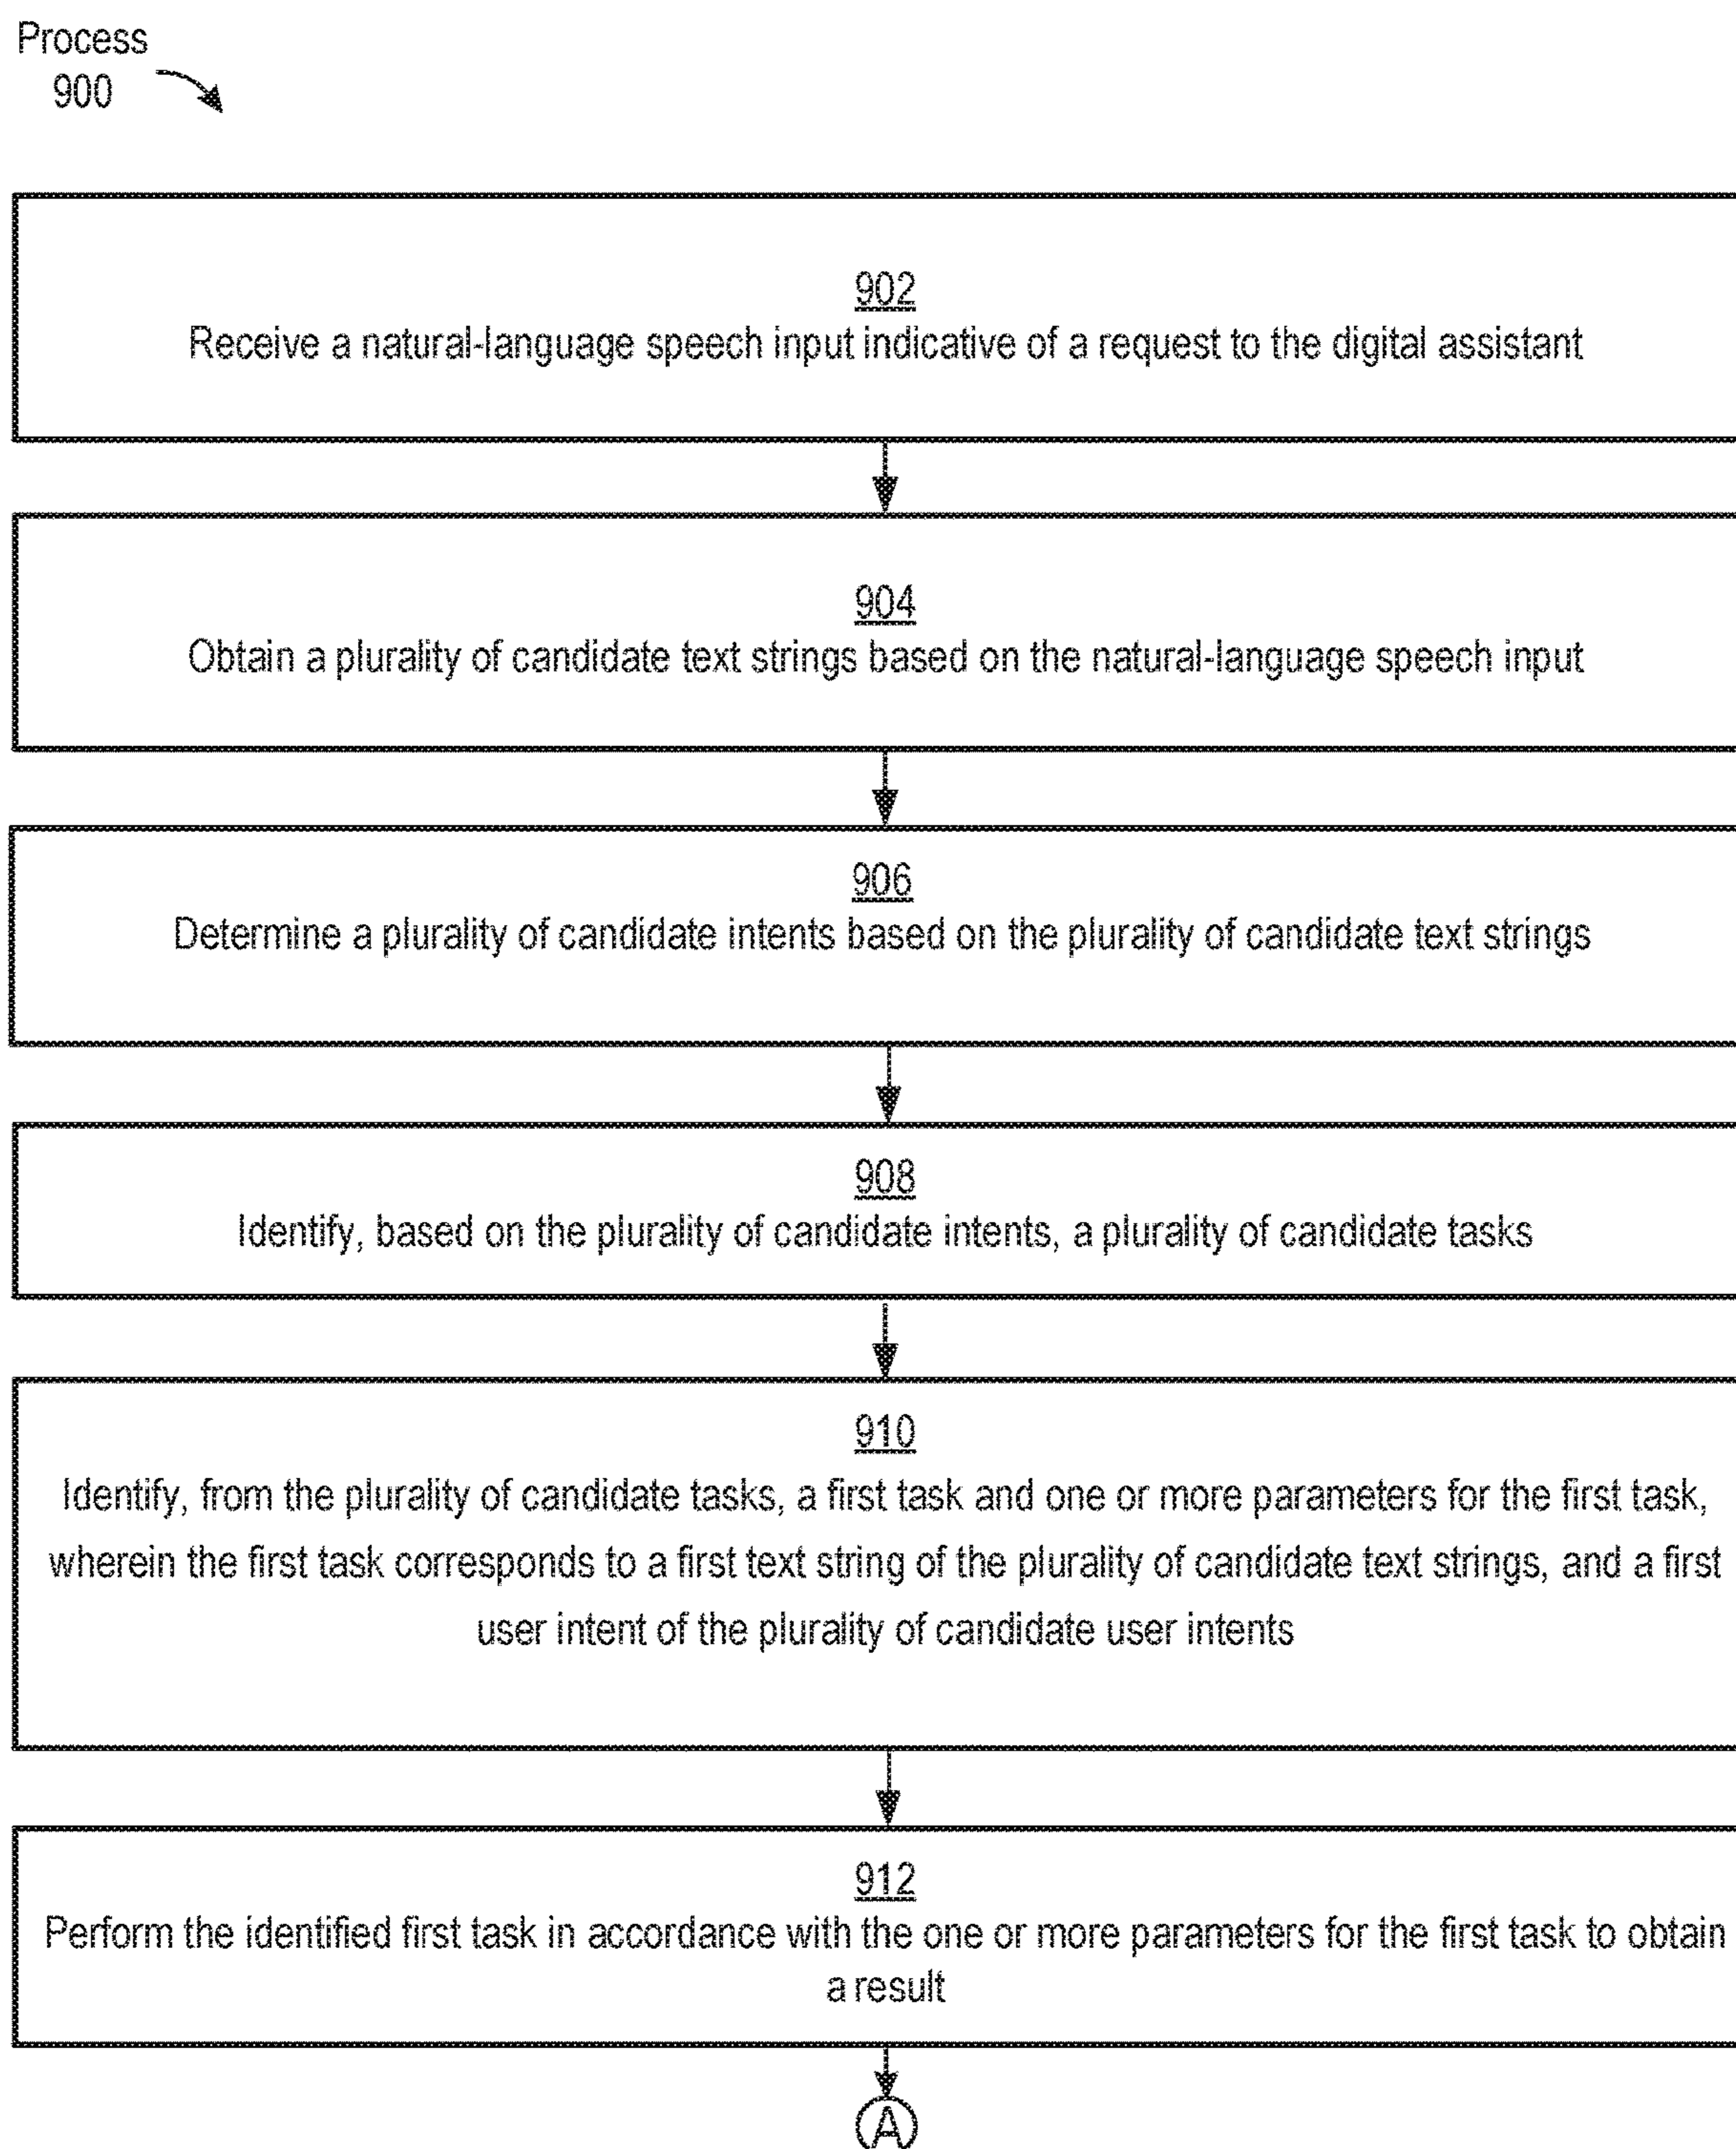 Process
900
902
Receive a natural-language speech input indicative of a request to the digital assistant
904
Obtain a plurality of candidate text strings based on the natural-language speech input
906
Determine a plurality of candidate intents based on the plurality of candidate text strings
908
Identify, based on the plurality of candidate intents, a plurality of candidate tasks
910
Identify, from the plurality of candidate tasks, a first task and one or more parameters for the first task,
wherein the first task corresponds to a first text string of the plurality of candidate text strings, and a first
user intent of the plurality of candidate user intents
912
Perform the identified first task in accordance with the one or more parameters for the first task to obtain
a result
A